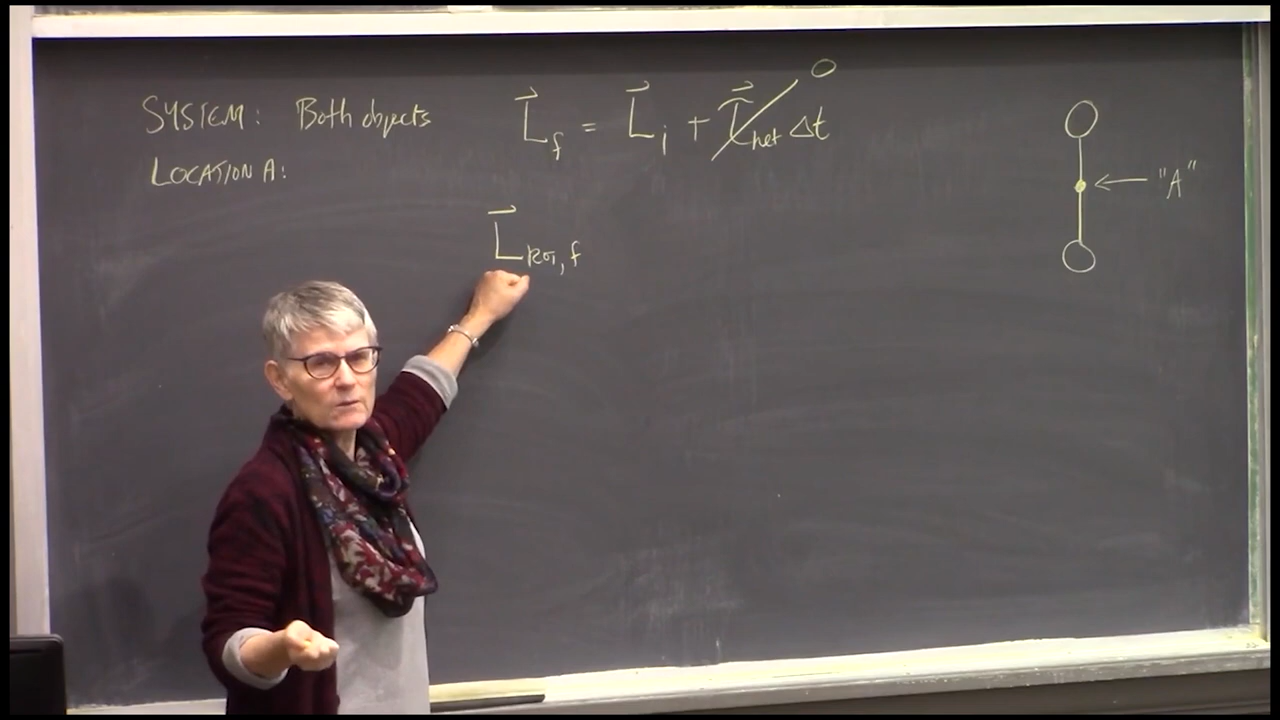 SYSTEM: Both objects L⃗f = L⃗i + τ⃗net Δt 0
LOCATION A:
"A"
L⃗ROT, f